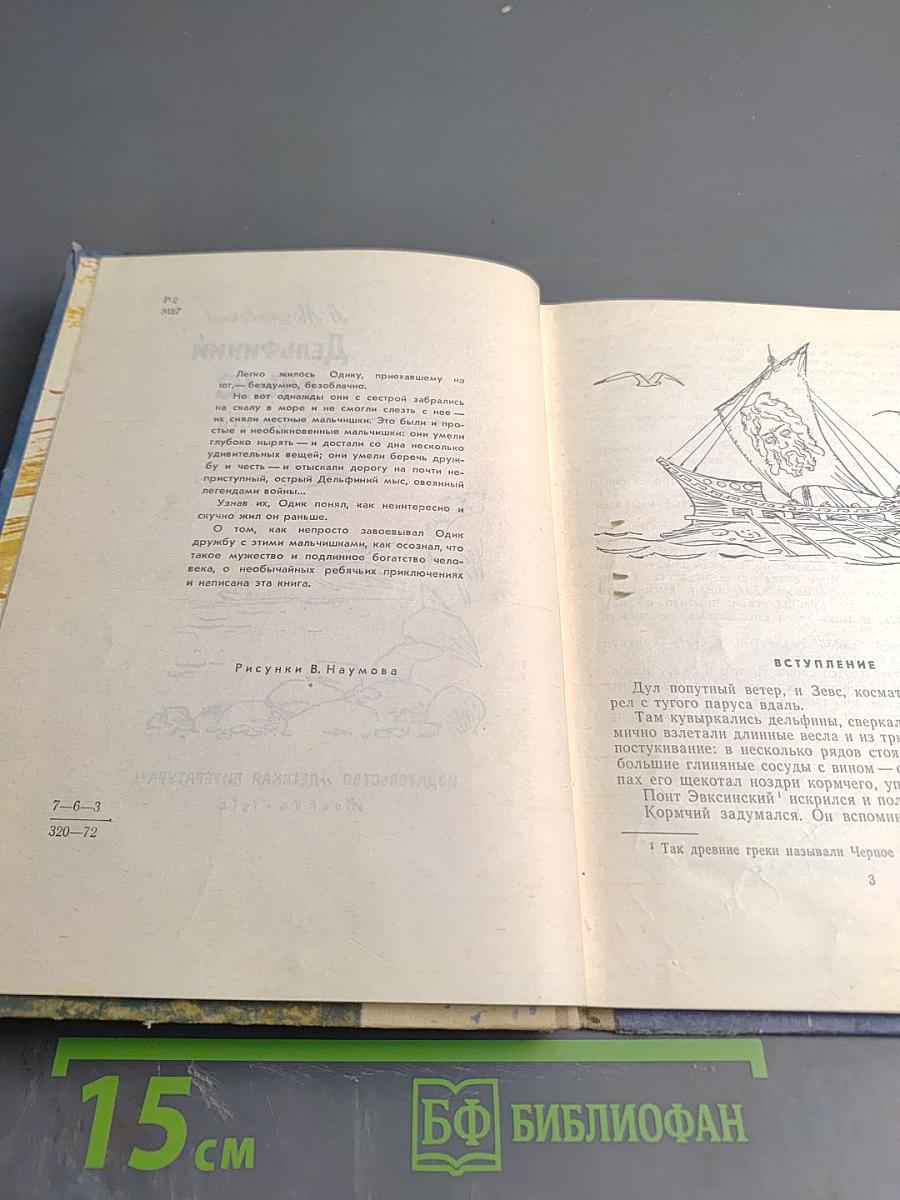 Р2
М87
Легко жилось Одику, приехавшему на
юг,— бездумно, безоблачно.
Но вот однажды они с сестрой забрались
на скалу в море и не смогли слезть с нее —
их сняли местные мальчишки. Это были и про-
стые и необыкновенные мальчишки: они умели
глубоко нырять — и достали со дна несколько
удивительных вещей; они умели беречь друж-
бу и честь — и отыскали дорогу на почти не-
приступный, острый Дельфиний мыс, овеянный
легендами войны...
Узнав их, Одик понял, как неинтересно и
скучно жил он раньше.
О том, как непросто завоевывал Одик
дружбу с этими мальчишками, как осознал, что
такое мужество и подлинное богатство чело-
века, о необычайных ребячьих приключениях
и написана эта книга.
Рисунки В. Наумова
7—6—3
320—72
ВСТУПЛЕНИЕ
Дул попутный ветер, и Зевс, космат
рел с тугого паруса вдаль.
Там кувыркались дельфины, сверкал
мично взлетали длинные весла и из тр
постукивание: в несколько рядов стоя
большие глиняные сосуды с вином —
пах его щекотал ноздри кормчего, уп
Понт Эвксинский¹ искрился и пол
Кормчий задумался. Он вспомни
¹ Так древние греки называли Черное
3
15 см
БФ БИБЛИОФАН